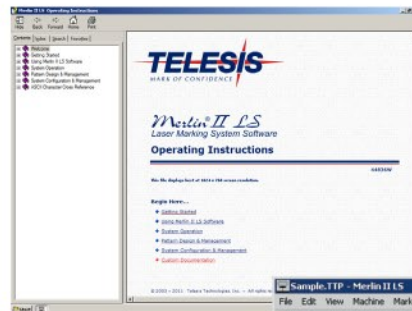 Merlin II LS Operating Instructions
Hide Back Forward Home Print
Contents Index Search Favorites
Welcome
Getting Started
Using Merlin II LS Software
System Operation
Pattern Design & Management
System Configuration & Management
ASCII Character Cross Reference
TELESIS
MARK OF CONFIDENCE
Merlin® II LS
Laser Marking System Software
Operating Instructions
This file displays best at 1024 x 768 screen resolution.
Begin Here...
Getting Started
Using Merlin II LS Software
System Operation
Pattern Design & Management
System Configuration & Management
Custom Documentation
Sample.TTP - Merlin II LS
File Edit View Machine Mark